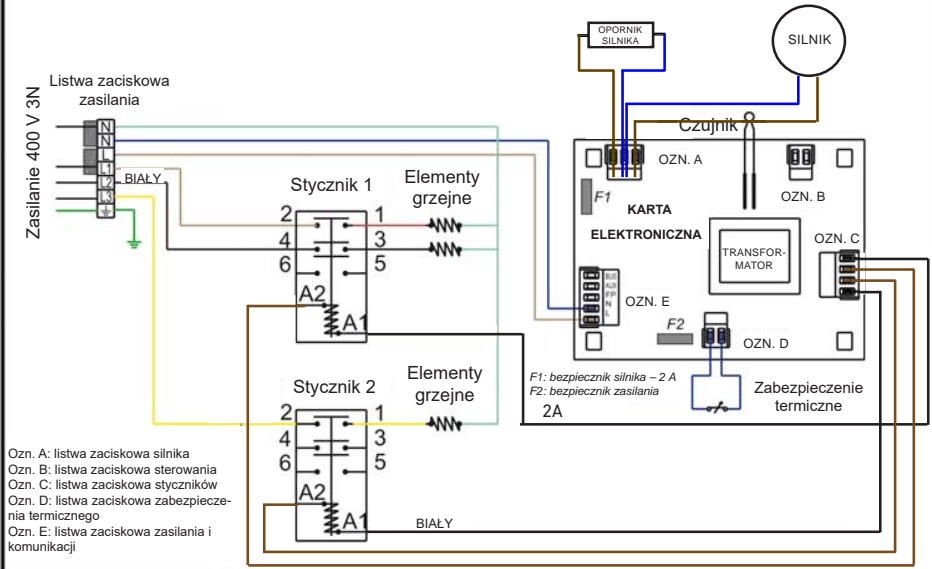 OPORNIK
SILNIKA
SILNIK
Listwa zaciskowa
zasilania
Zasilanie 400 V 3N
N
N
L
L1
L2
L3
BIAŁY
Czujnik
OZN. A
OZN. B
F1
KARTA
ELEKTRONICZNA
TRANSFOR-
MATOR
OZN. C
BUS
AUX
F/P
N
L
OZN. E
F2
OZN. D
Stycznik 1
Elementy
grzejne
2
1
4
3
6
5
A2
A1
F1: bezpiecznik silnika – 2 A
F2: bezpiecznik zasilania
2A
Zabezpieczenie
termiczne
Stycznik 2
Elementy
grzejne
2
1
4
3
6
5
A2
A1
BIAŁY
Ozn. A: listwa zaciskowa silnika
Ozn. B: listwa zaciskowa sterowania
Ozn. C: listwa zaciskowa styczników
Ozn. D: listwa zaciskowa zabezpiecze-
nia termicznego
Ozn. E: listwa zaciskowa zasilania i
komunikacji